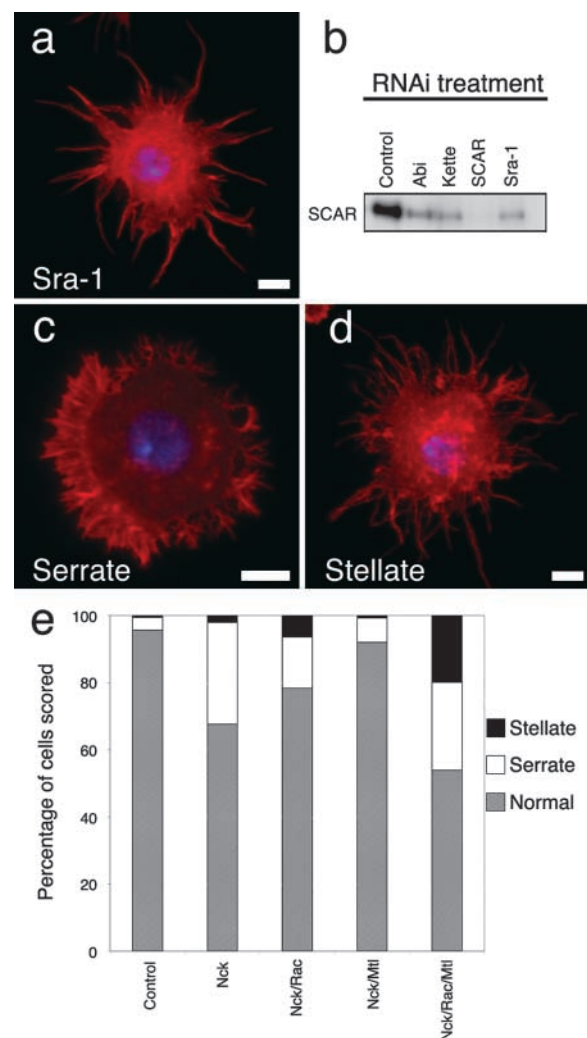 a
Sra-1
b
RNAi treatment
Control
Abi
Kette
SCAR
Sra-1
SCAR
c
Serrate
d
Stellate
e
100
80
60
40
20
0
Percentage of cells scored
Stellate
Serrate
Normal
Control
Nck
Nck/Rac
Nck/Mtl
Nck/Rac/Mtl